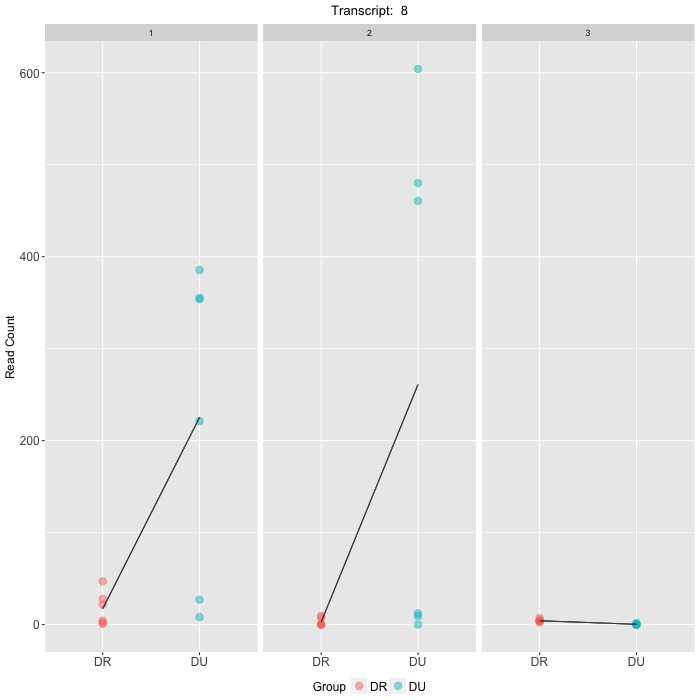 Transcript:  8
1 2 3
600
400
200
0
Read Count
DR DU DR DU DR DU
Group DR DU